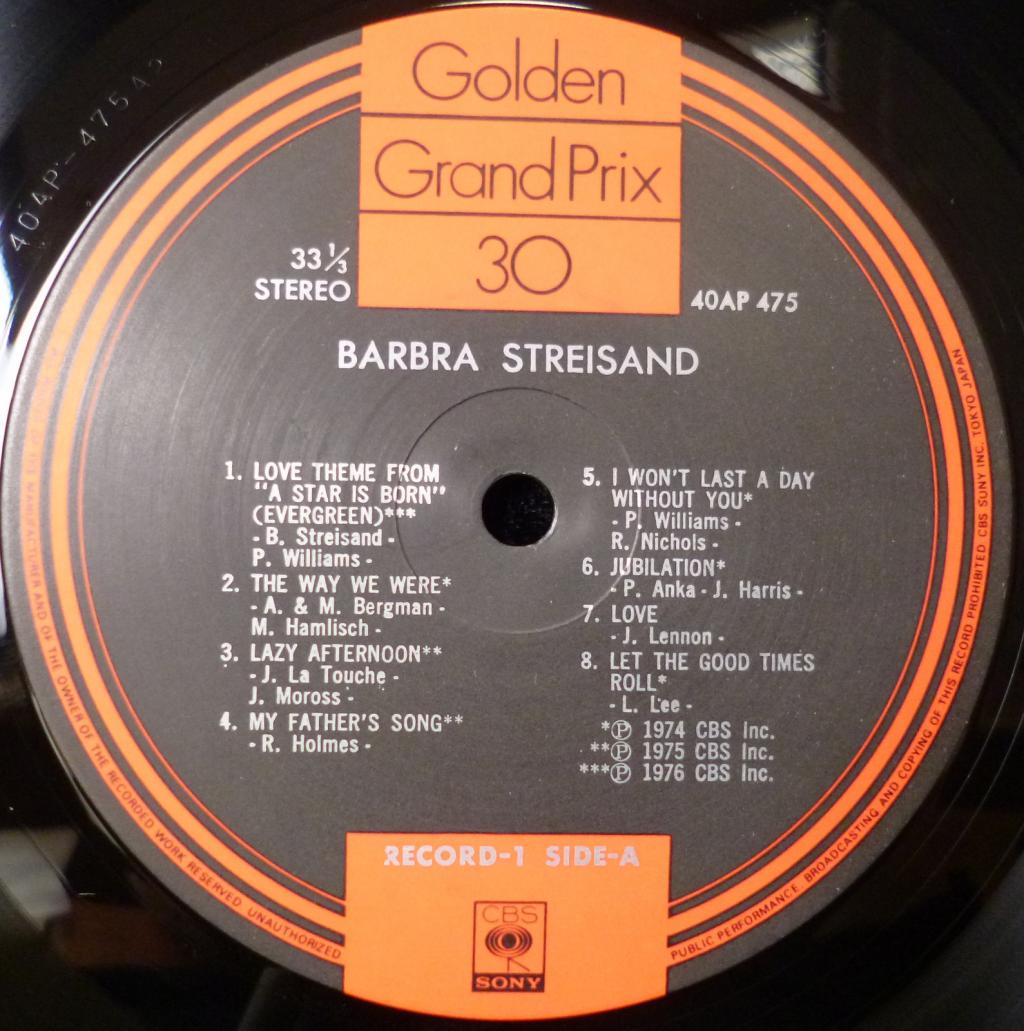 40AP-475A
Golden
Grand Prix
30
33⅓
STEREO
40AP 475
BARBRA STREISAND
1. LOVE THEME FROM
"A STAR IS BORN"
(EVERGREEN)***
- B. Streisand -
P. Williams -
2. THE WAY WE WERE*
- A. & M. Bergman -
M. Hamlisch -
3. LAZY AFTERNOON**
- J. La Touche -
J. Moross -
4. MY FATHER'S SONG**
- R. Holmes -
5. I WON'T LAST A DAY
WITHOUT YOU*
- P. Williams -
R. Nichols -
6. JUBILATION*
- P. Anka - J. Harris -
7. LOVE
- J. Lennon -
8. LET THE GOOD TIMES
ROLL*
- L. Lee -
*Ⓟ 1974 CBS Inc.
**Ⓟ 1975 CBS Inc.
***Ⓟ 1976 CBS Inc.
RECORD-1 SIDE-A
CBS
SONY
MANUFACTURER AND OF THE OWNER OF THE RECORDED WORK RESERVED. UNAUTHORIZED
PUBLIC PERFORMANCE. BROADCASTING AND COPYING OF THIS RECORD PROHIBITED CBS SONY INC. TOKYO JAPAN